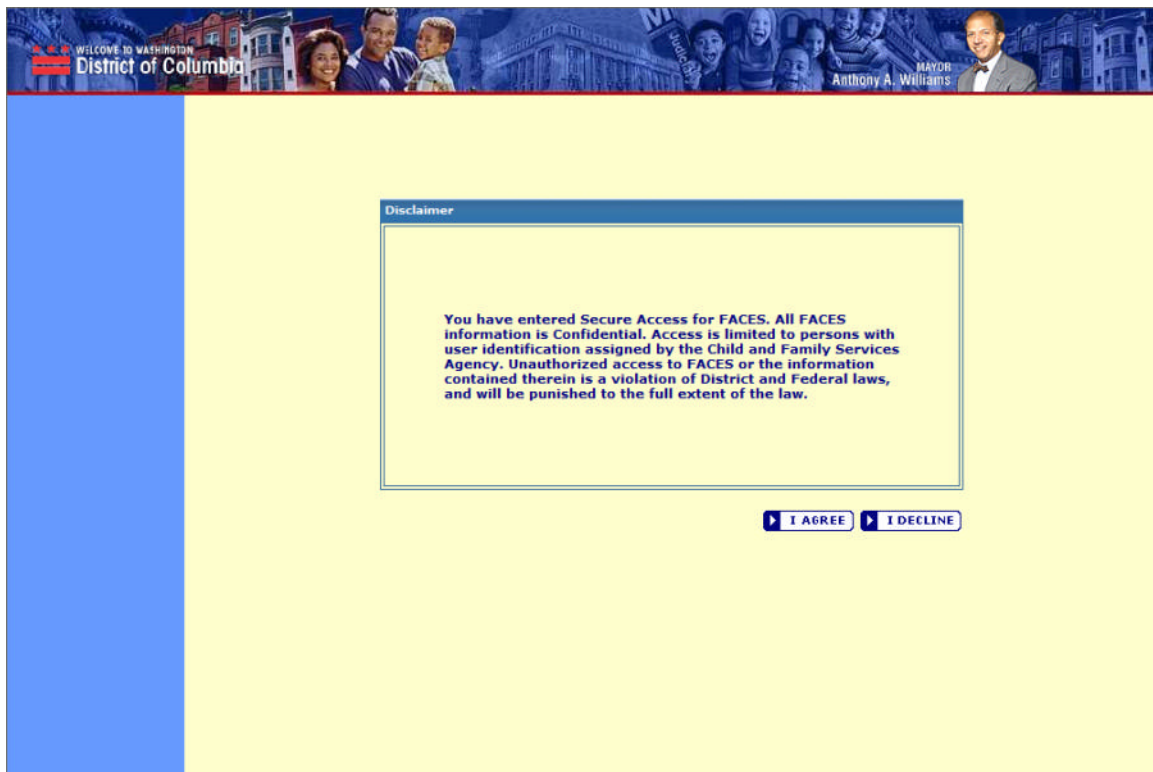 WELCOME TO WASHINGTON
District of Columbia
Judiciary
MAYOR
Anthony A. Williams
Disclaimer
You have entered Secure Access for FACES. All FACES
information is Confidential. Access is limited to persons with
user identification assigned by the Child and Family Services
Agency. Unauthorized access to FACES or the information
contained therein is a violation of District and Federal laws,
and will be punished to the full extent of the law.
I AGREE
I DECLINE